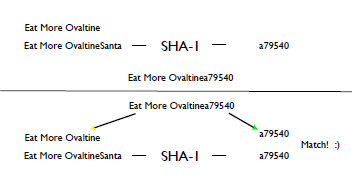 Eat More Ovaltine
Eat More OvaltineSanta — SHA-1 — a79540
Eat More Ovaltinea79540
Eat More Ovaltinea79540
Eat More Ovaltine a79540
Match! :)
Eat More OvaltineSanta — SHA-1 — a79540